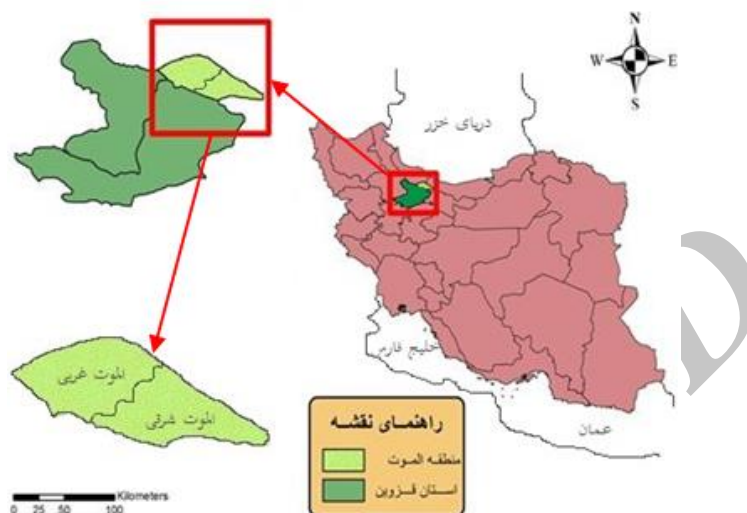 N
W E
S
دریای خزر
خلیج فارس
عمان
الموت غربی
الموت شرقی
راهنمای نقشه
منطقه الموت
استان قزوین
Kilometers
0 25 50 100